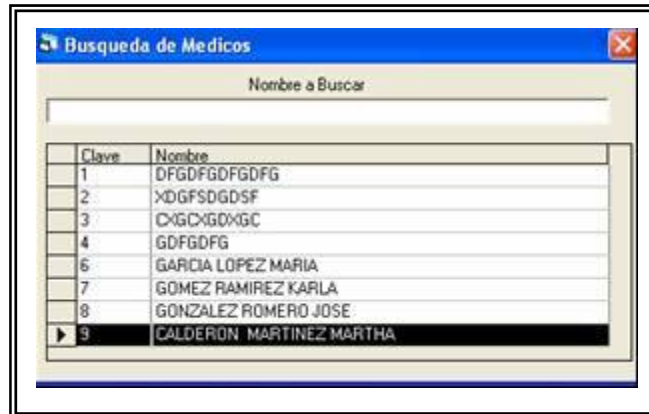 Busqueda de Medicos
Nombre a Buscar
Clave Nombre
1 DFGDFGDFGDFG
2 XDGFSDGDSF
3 CXGCXGDXGC
4 GDFGDFG
6 GARCIA LOPEZ MARIA
7 GOMEZ RAMIREZ KARLA
8 GONZALEZ ROMERO JOSE
9 CALDERON MARTINEZ MARTHA